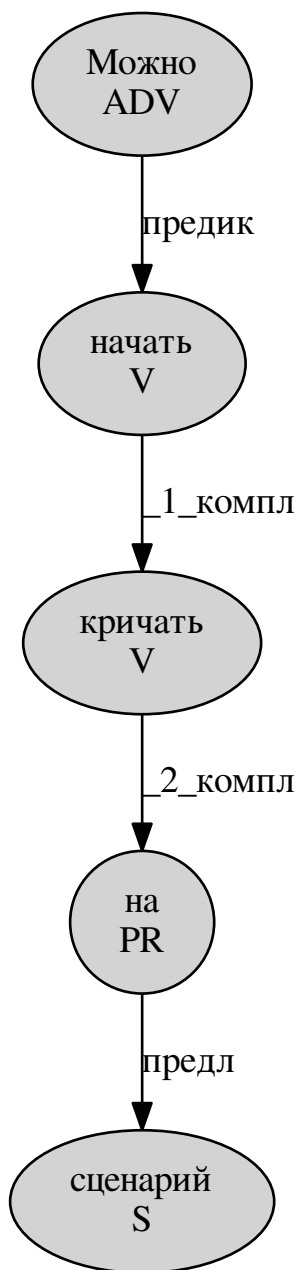 Можно
ADV
предик
начать
V
_1_компл
кричать
V
_2_компл
на
PR
предл
сценарий
S